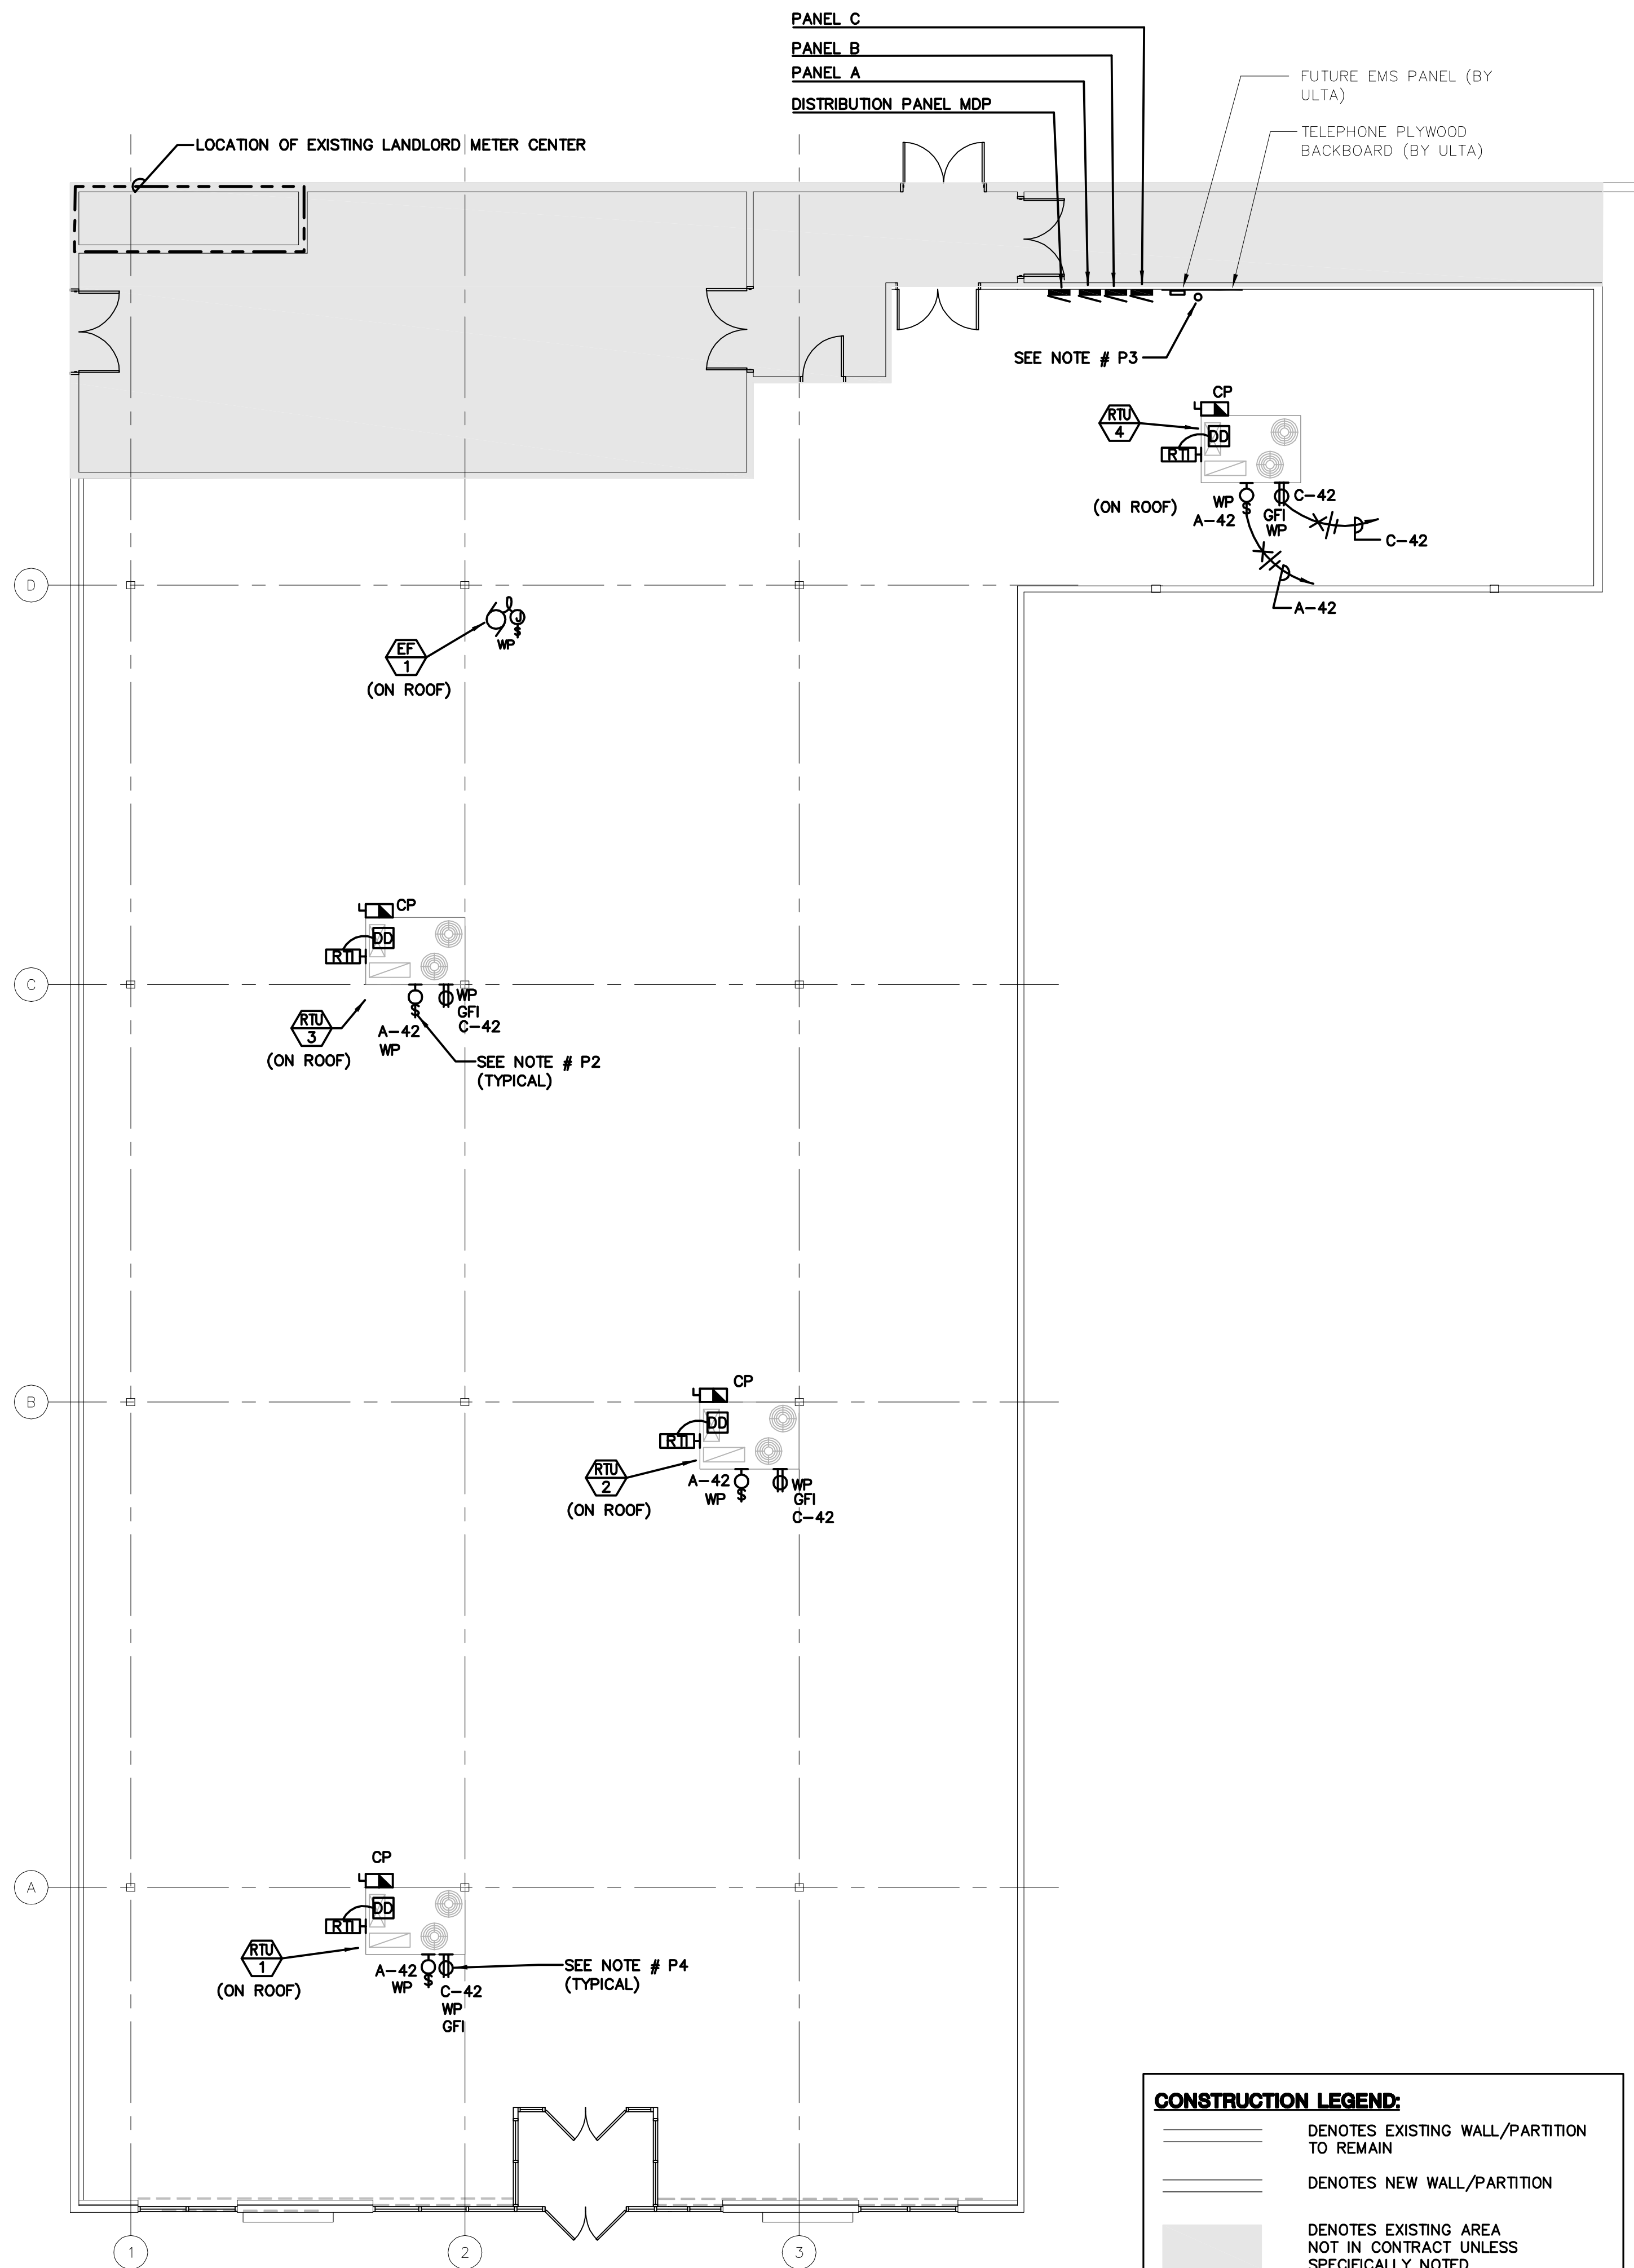 PANEL C
PANEL B
PANEL A
DISTRIBUTION PANEL MDP
FUTURE EMS PANEL (BY
ULTA)
TELEPHONE PLYWOOD
BACKBOARD (BY ULTA)
LOCATION OF EXISTING LANDLORD METER CENTER
SEE NOTE # P3
CP
RTU
4
DD
RTI
(ON ROOF)
WP
$
A-42
C-42
GFI
WP
C-42
A-42
D
J
$
WP
EF
1
(ON ROOF)
CP
DD
RTI
C
RTU
3
(ON ROOF)
$
A-42
WP
WP
GFI
C-42
SEE NOTE # P2
(TYPICAL)
CP
B
DD
RTI
RTU
2
(ON ROOF)
A-42
WP
$
WP
GFI
C-42
CP
A
DD
RTI
RTU
1
(ON ROOF)
A-42
WP
$
C-42
WP
GFI
SEE NOTE # P4
(TYPICAL)
CONSTRUCTION LEGEND:
DENOTES EXISTING WALL/PARTITION
TO REMAIN
DENOTES NEW WALL/PARTITION
DENOTES EXISTING AREA
NOT IN CONTRACT UNLESS
SPECIFICALLY NOTED
1
2
3